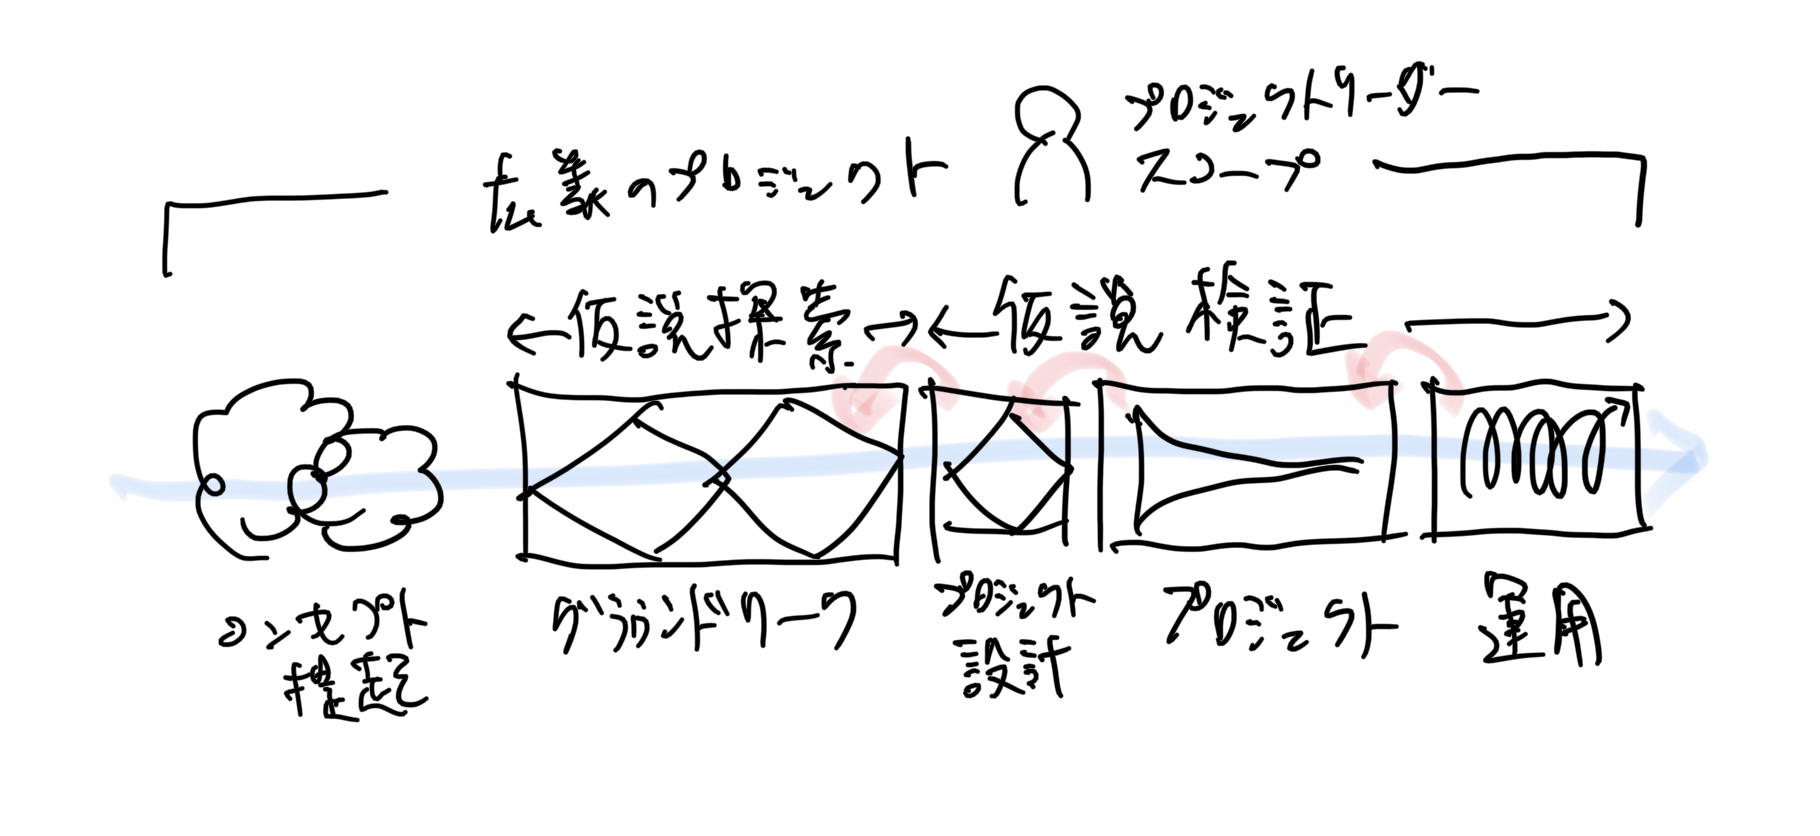 広義のプロジェクト
プロジェクトリーダー
スコープ
仮説探索
仮説検証
コンセプト
提起
グラウンドワーク
プロジェクト
設計
プロジェクト
運用